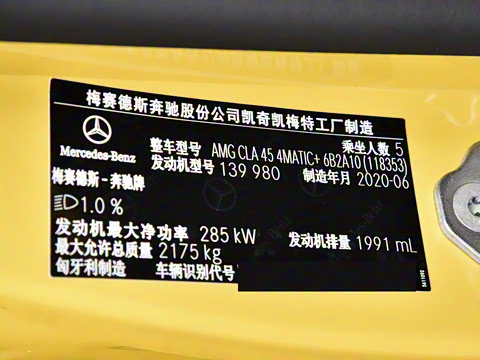 梅赛德斯奔驰股份公司凯奇凯梅特工厂制造
乘坐人数 5
Mercedes-Benz
整车型号 AMG CLA 45 4MATIC+ 6B2A10 (118353)
发动机型号 139 980 制造年月 2020-06
梅赛德斯-奔驰牌
1.0 %
发动机最大净功率 285 kW 发动机排量 1991 mL
最大允许总质量 2175 kg
匈牙利制造 车辆识别代号